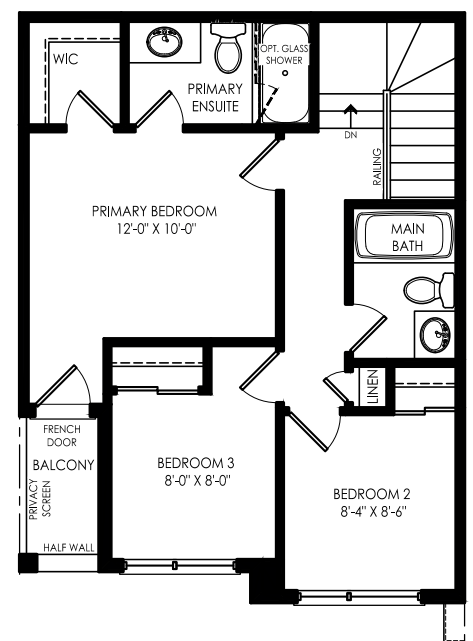 WIC
OPT. GLASS
SHOWER
PRIMARY
ENSUITE
DN
RAILING
PRIMARY BEDROOM
12'-0" X 10'-0"
MAIN
BATH
LINEN
FRENCH
DOOR
BALCONY
PRIVACY
SCREEN
HALF WALL
BEDROOM 3
8'-0" X 8'-0"
BEDROOM 2
8'-4" X 8'-6"